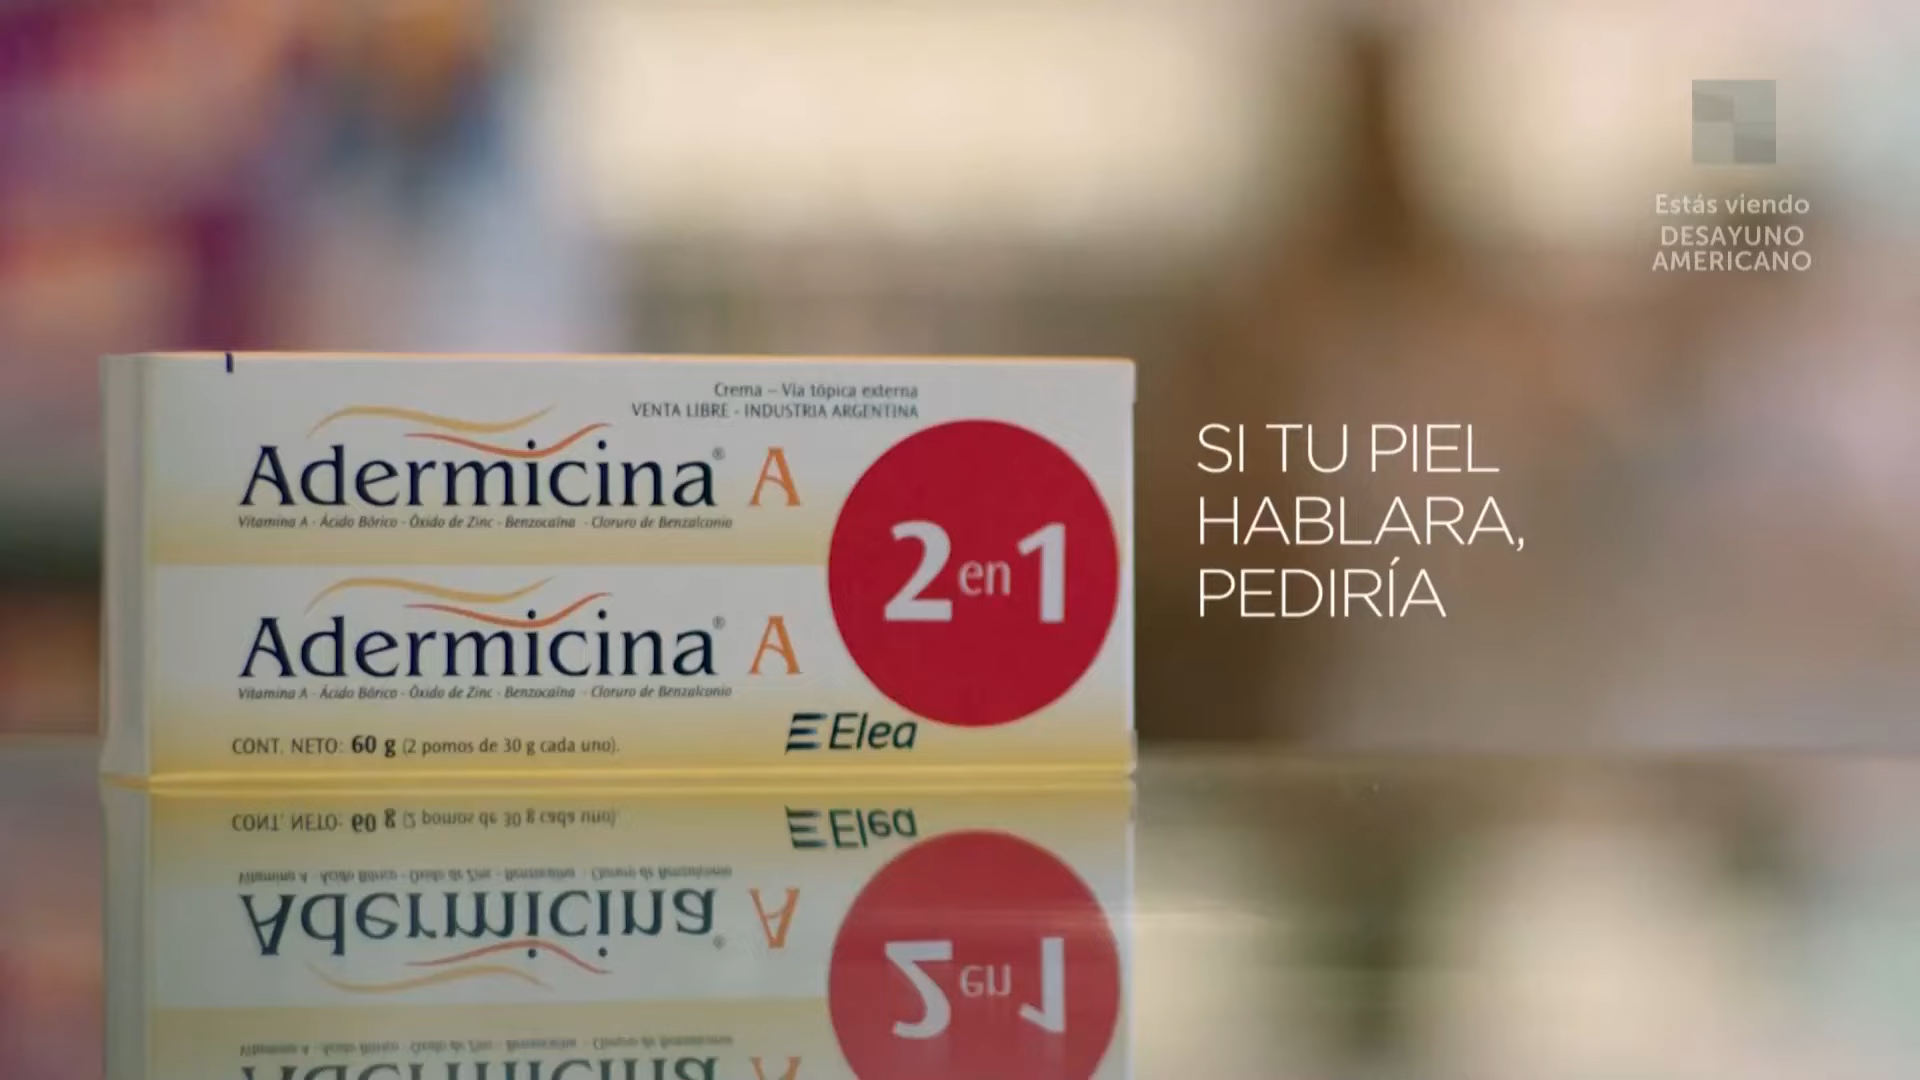 Estás viendo
DESAYUNO
AMERICANO
Crema – Vía tópica externa
VENTA LIBRE - INDUSTRIA ARGENTINA
Adermicina® A
Vitamina A - Ácido Bórico - Óxido de Zinc - Benzocaína - Cloruro de Benzalconio
2 en 1
Adermicina® A
Vitamina A - Ácido Bórico - Óxido de Zinc - Benzocaína - Cloruro de Benzalconio
Elea
CONT. NETO: 60 g (2 pomos de 30 g cada uno).
SI TU PIEL
HABLARA,
PEDIRÍA